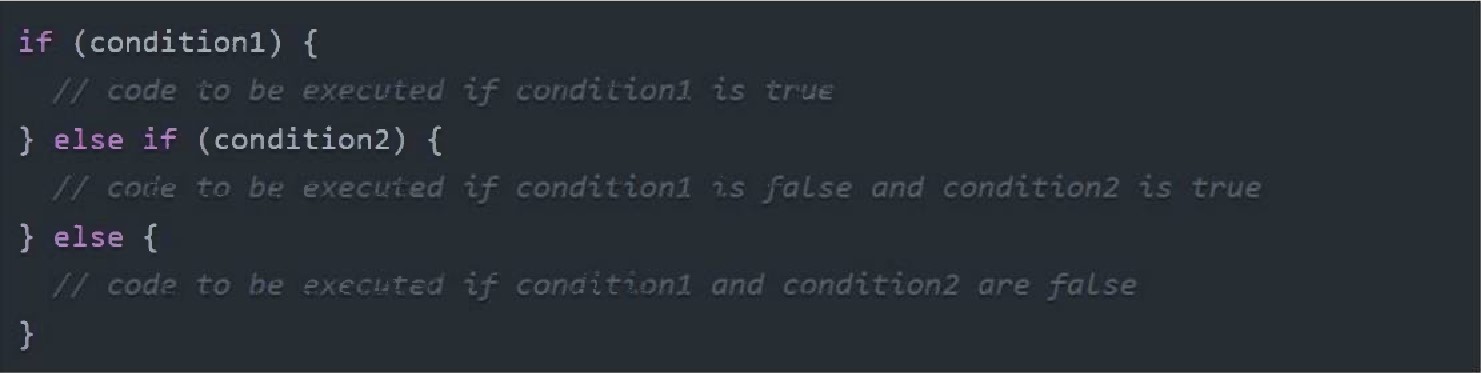 if (condition1) {
// code to be executed if condition1 is true
} else if (condition2) {
// code to be executed if condition1 is false and condition2 is true
} else {
// code to be executed if condition1 and condition2 are false
}